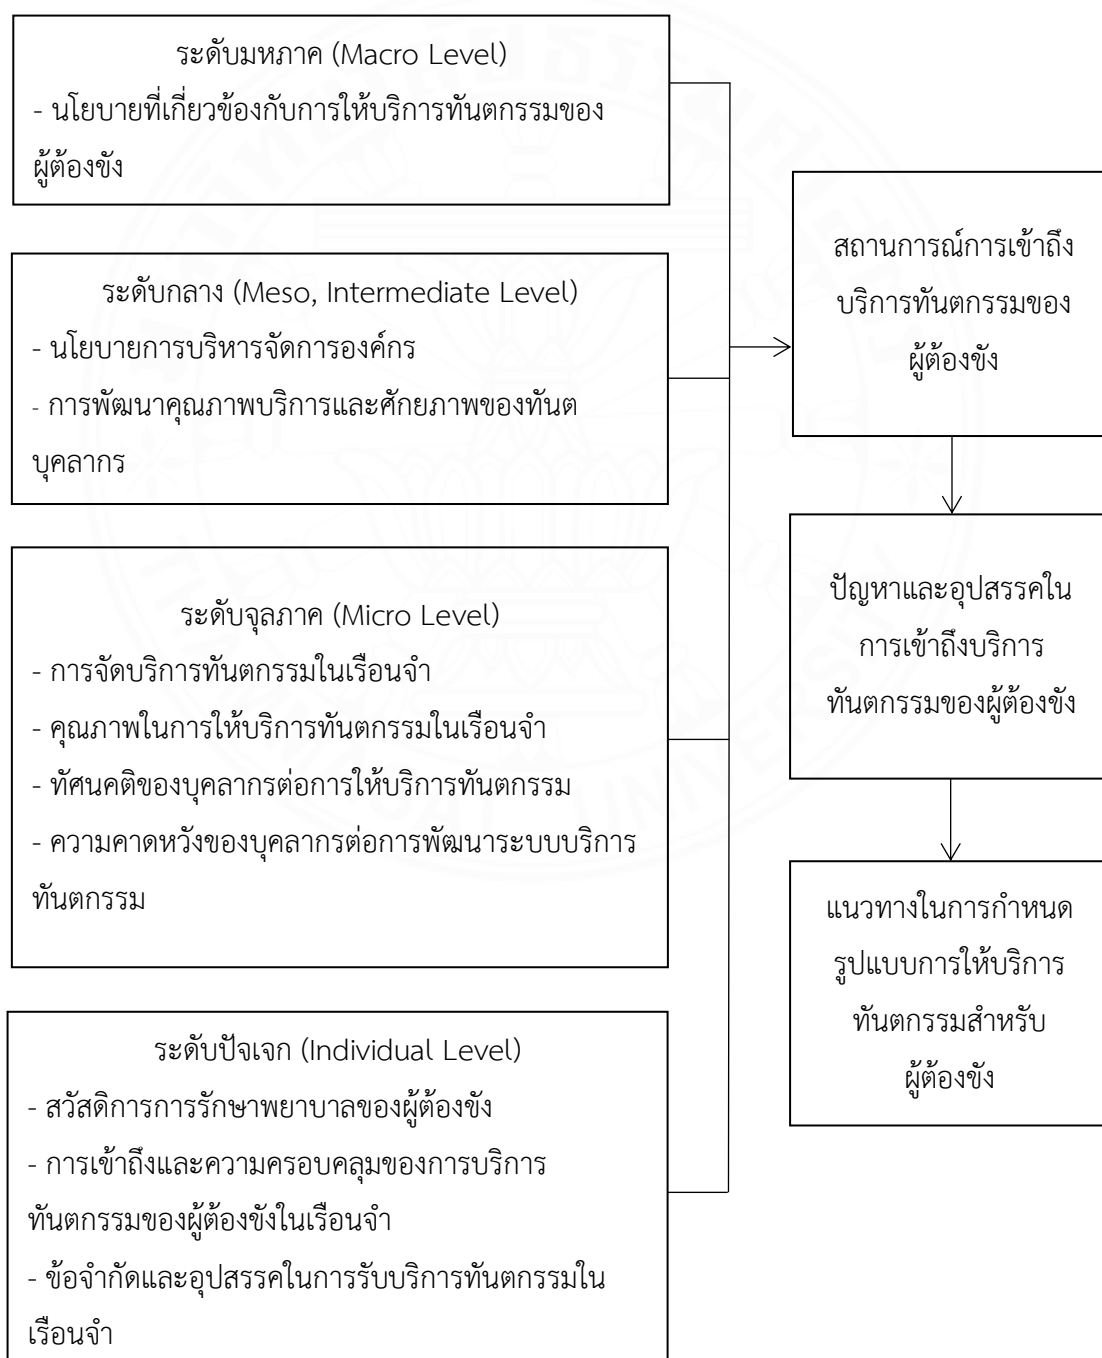 ระดับมหภาค (Macro Level)
- นโยบายที่เกี่ยวข้องกับการให้บริการทันตกรรมของ
ผู้ต้องขัง
ระดับกลาง (Meso, Intermediate Level)
- นโยบายการบริหารจัดการองค์กร
- การพัฒนาคุณภาพบริการและศักยภาพของทันต
บุคลากร
ระดับจุลภาค (Micro Level)
- การจัดบริการทันตกรรมในเรือนจำ
- คุณภาพในการให้บริการทันตกรรมในเรือนจำ
- ทัศนคติของบุคลากรต่อการให้บริการทันตกรรม
- ความคาดหวังของบุคลากรต่อการพัฒนาระบบบริการ
ทันตกรรม
ระดับปัจเจก (Individual Level)
- สวัสดิการการรักษาพยาบาลของผู้ต้องขัง
- การเข้าถึงและความครอบคลุมของการบริการ
ทันตกรรมของผู้ต้องขังในเรือนจำ
- ข้อจำกัดและอุปสรรคในการรับบริการทันตกรรมใน
เรือนจำ
สถานการณ์การเข้าถึง
บริการทันตกรรมของ
ผู้ต้องขัง
ปัญหาและอุปสรรคใน
การเข้าถึงบริการ
ทันตกรรมของผู้ต้องขัง
แนวทางในการกำหนด
รูปแบบการให้บริการ
ทันตกรรมสำหรับ
ผู้ต้องขัง